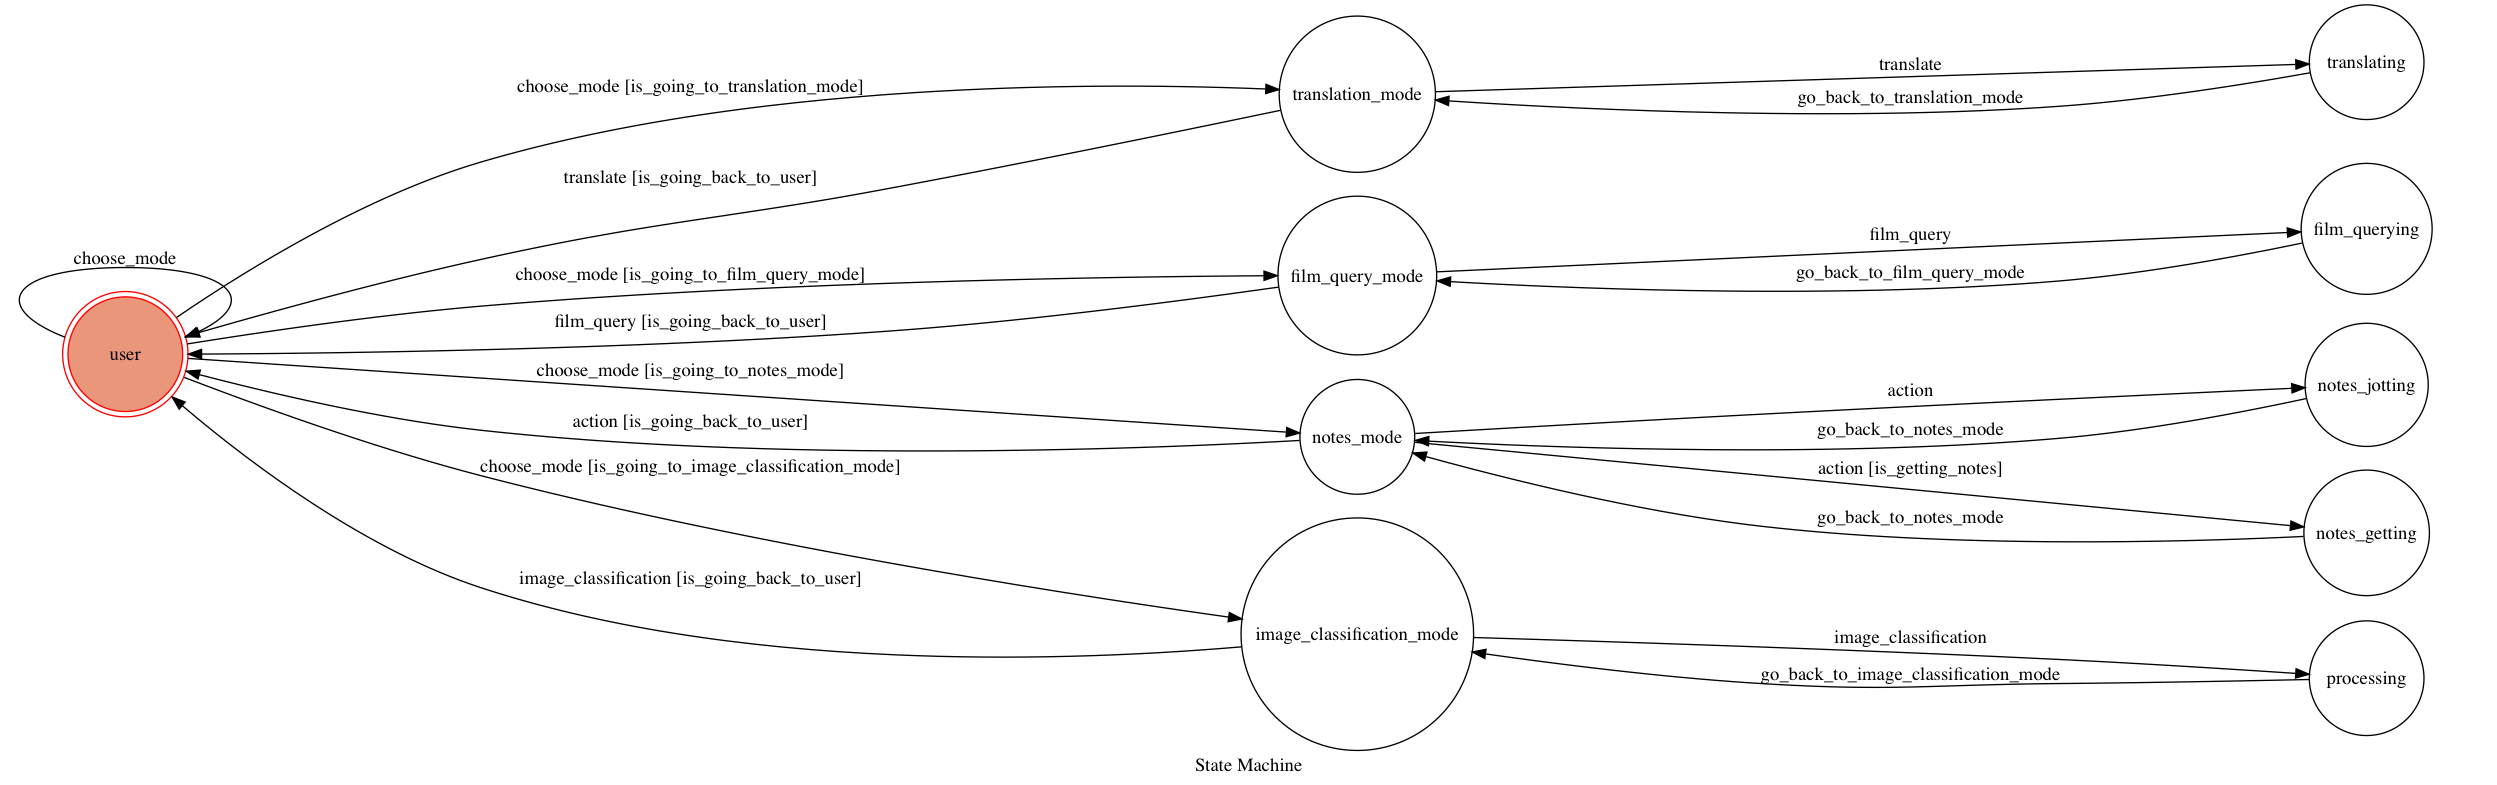 choose_mode [is_going_to_translation_mode]
translation_mode
translate
translating
go_back_to_translation_mode
translate [is_going_back_to_user]
choose_mode
user
choose_mode [is_going_to_film_query_mode]
film_query_mode
film_query
film_querying
go_back_to_film_query_mode
film_query [is_going_back_to_user]
choose_mode [is_going_to_notes_mode]
notes_mode
action
notes_jotting
go_back_to_notes_mode
action [is_going_back_to_user]
action [is_getting_notes]
notes_getting
go_back_to_notes_mode
choose_mode [is_going_to_image_classification_mode]
image_classification_mode
image_classification
processing
go_back_to_image_classification_mode
image_classification [is_going_back_to_user]
State Machine